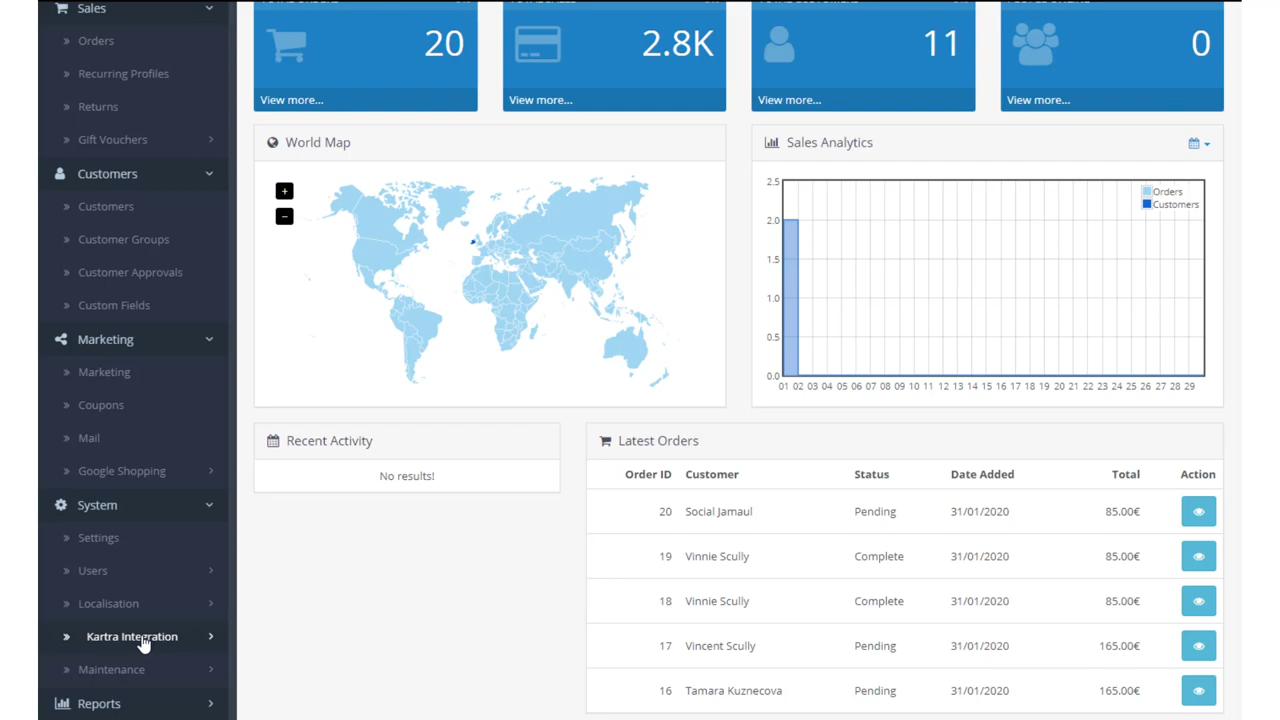 Sales
Orders
Recurring Profiles
Returns
Gift Vouchers
Customers
Customers
Customer Groups
Customer Approvals
Custom Fields
Marketing
Marketing
Coupons
Mail
Google Shopping
System
Settings
Users
Localisation
Kartra Integration
Maintenance
Reports
20
View more...
2.8K
View more...
11
View more...
0
View more...
World Map
+
−
Sales Analytics
2.5
2.0
1.5
1.0
0.5
0.0
Orders
Customers
01 02 03 04 05 06 07 08 09 10 11 12 13 14 15 16 17 18 19 20 21 22 23 24 25 26 27 28 29
Recent Activity
No results!
Latest Orders
Order ID Customer Status Date Added Total Action
20 Social Jamaul Pending 31/01/2020 85.00€
19 Vinnie Scully Complete 31/01/2020 85.00€
18 Vinnie Scully Complete 31/01/2020 85.00€
17 Vincent Scully Pending 31/01/2020 165.00€
16 Tamara Kuznecova Pending 31/01/2020 165.00€